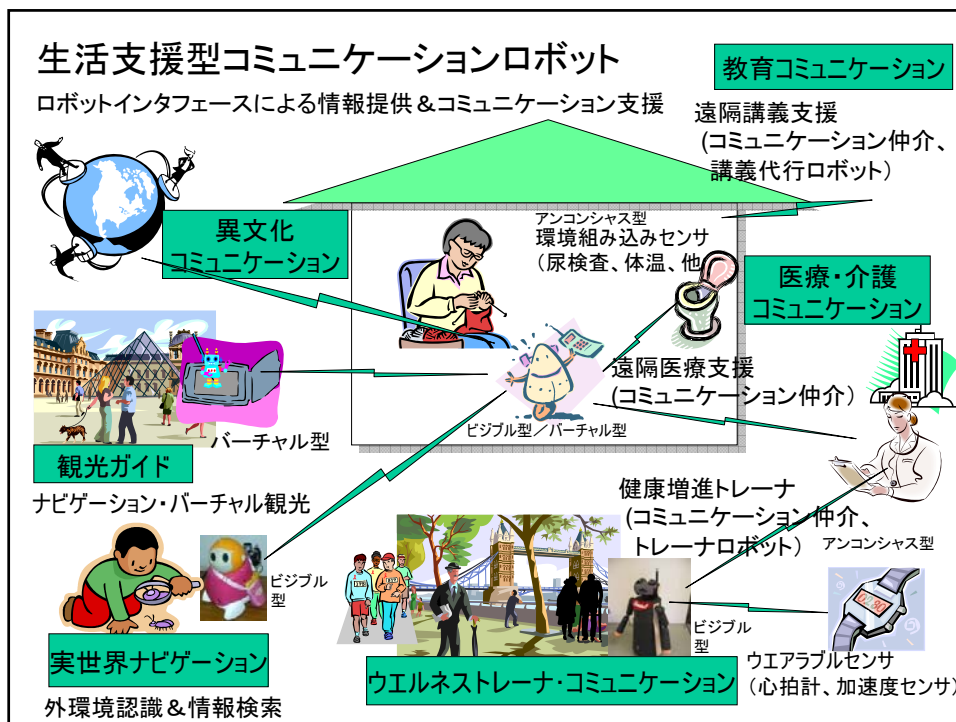 生活支援型コミュニケーションロボット
ロボットインタフェースによる情報提供＆コミュニケーション支援
教育コミュニケーション
遠隔講義支援
(コミュニケーション仲介、
講義代行ロボット）
異文化
コミュニケーション
アンコンシャス型
環境組み込みセンサ
（尿検査、体温、他
医療・介護
コミュニケーション
遠隔医療支援
(コミュニケーション仲介）
ビジブル型／バーチャル型
バーチャル型
観光ガイド
ナビゲーション・バーチャル観光
健康増進トレーナ
(コミュニケーション仲介、
トレーナロボット）
アンコンシャス型
ビジブル
型
実世界ナビゲーション
外環境認識＆情報検索
ビジブル
型
ウエルネストレーナ・コミュニケーション
ウエアラブルセンサ
（心拍計、加速度センサ）